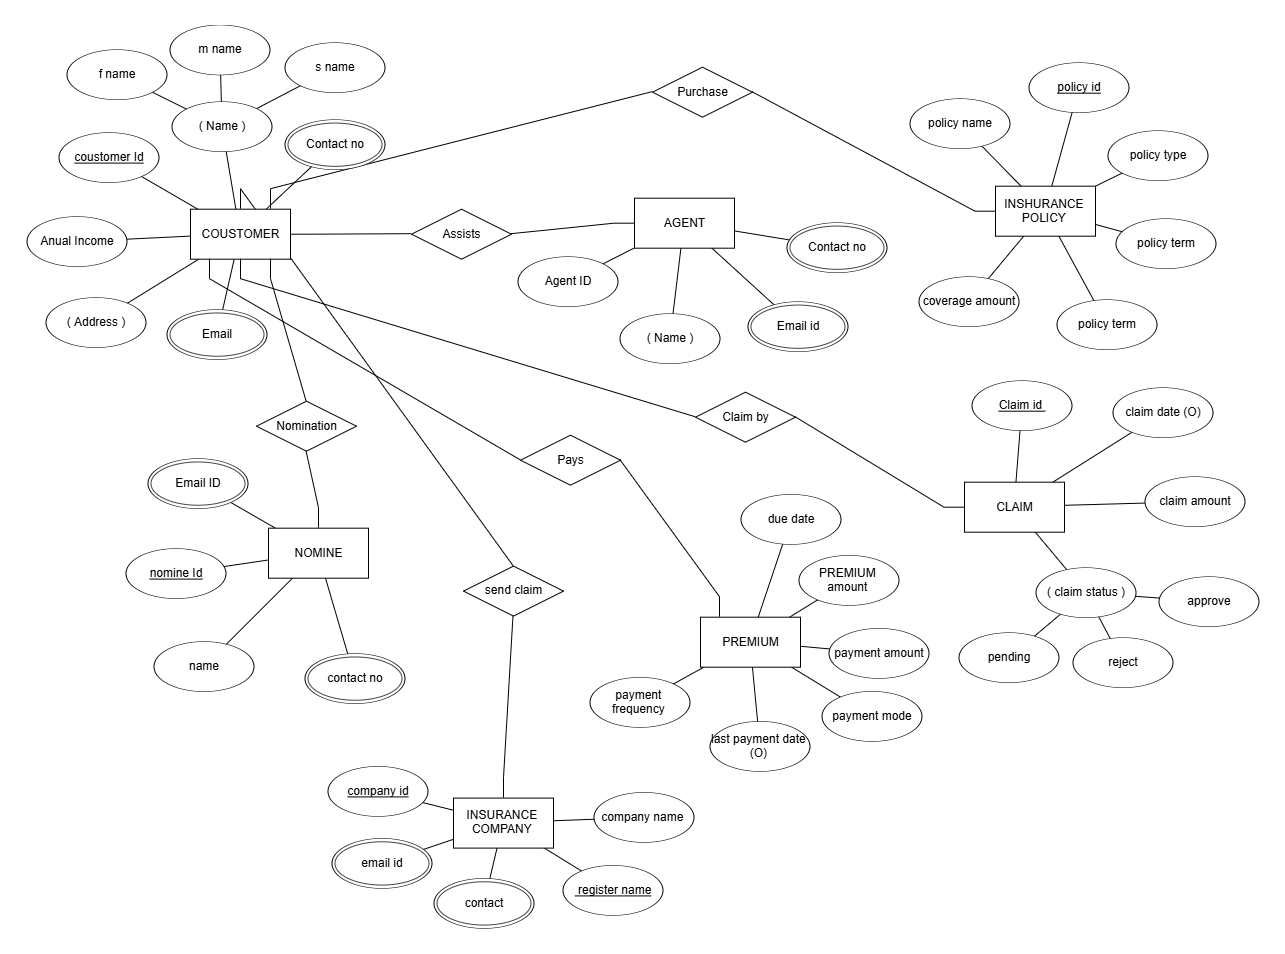 m name
f name
s name
( Name )
Contact no
coustomer Id
Anual Income
COUSTOMER
( Address )
Email
Purchase
policy id
policy name
policy type
INSHURANCE
POLICY
policy term
coverage amount
policy term
Assists
AGENT
Contact no
Agent ID
Email id
( Name )
Nomination
Claim by
Pays
Claim id
claim date (O)
CLAIM
claim amount
( claim status )
approve
pending
reject
Email ID
NOMINE
nomine Id
name
contact no
send claim
due date
PREMIUM
amount
PREMIUM
payment amount
payment
frequency
payment mode
last payment date
(O)
company id
INSURANCE
COMPANY
company name
email id
register name
contact